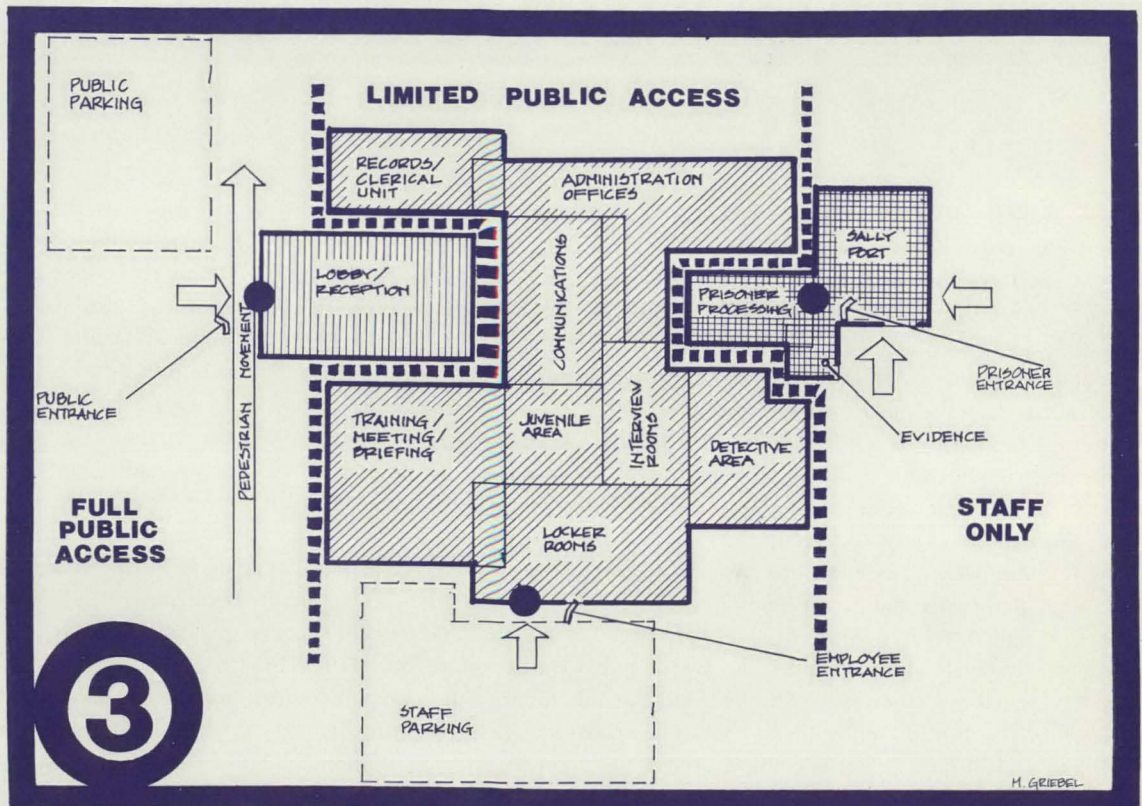 PUBLIC
PARKING
LIMITED PUBLIC ACCESS
RECORDS/
CLERICAL
UNIT
ADMINISTRATION
OFFICES
SALLY
PORT
LOBBY/
RECEPTION
COMMUNICATIONS
PRISONER
PROCESSING
PRISONER
ENTRANCE
PUBLIC
ENTRANCE
PEDESTRIAN MOVEMENT
TRAINING/
MEETING/
BRIEFING
JUVENILE
AREA
INTERVIEW
ROOMS
DETECTIVE
AREA
EVIDENCE
FULL
PUBLIC
ACCESS
STAFF
ONLY
LOCKER
ROOMS
EMPLOYEE
ENTRANCE
3
STAFF
PARKING
M. GRIEBEL